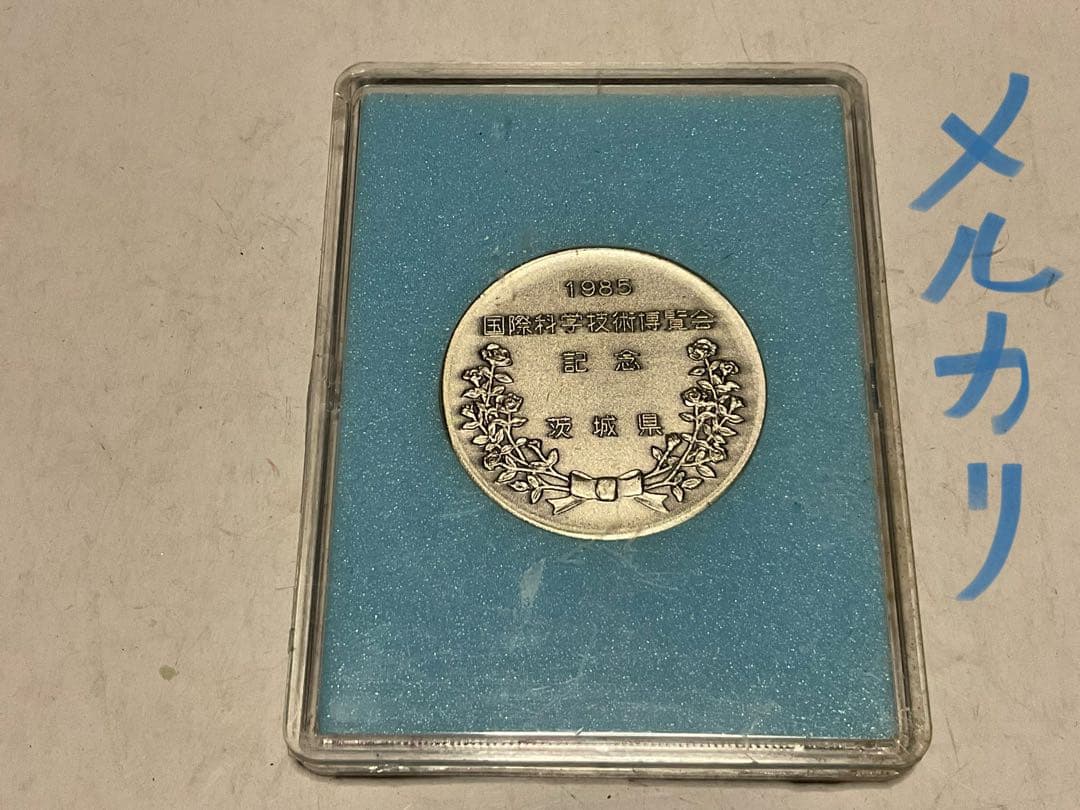 1985
国際科学技術博覧会
記念
茨城県
メルカリ